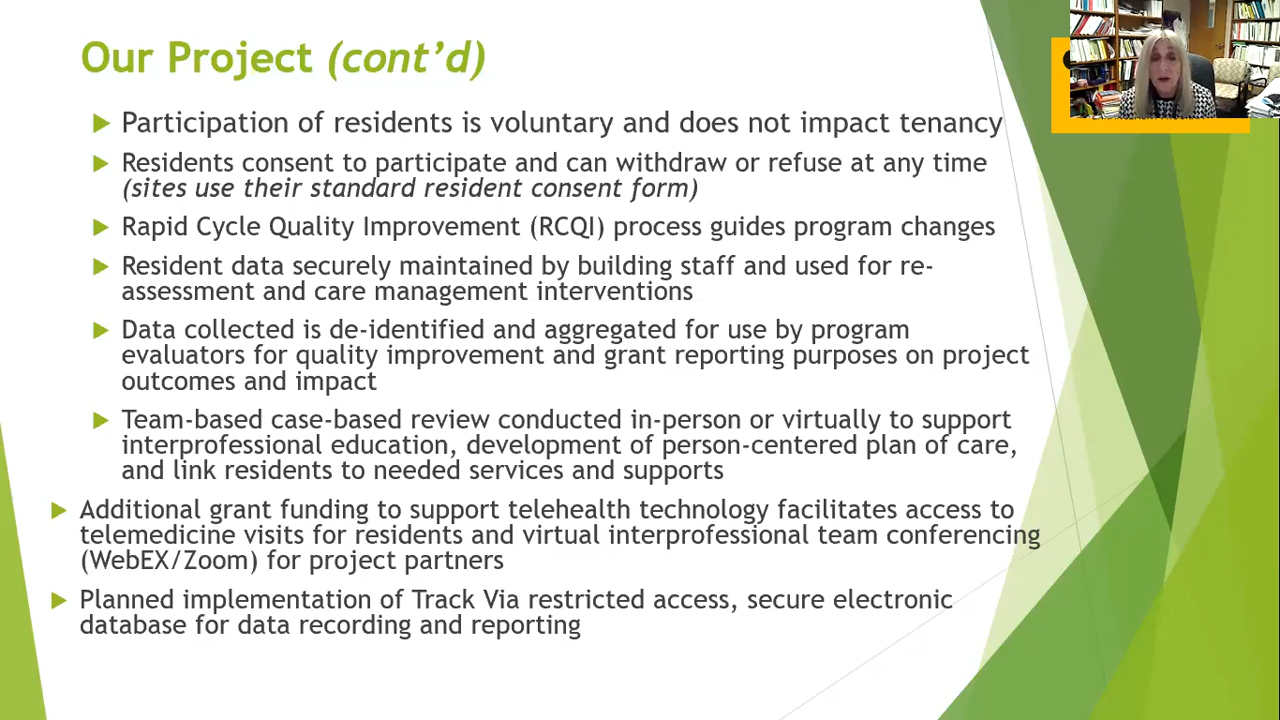 Our Project (cont’d)
Participation of residents is voluntary and does not impact tenancy
Residents consent to participate and can withdraw or refuse at any time
(sites use their standard resident consent form)
Rapid Cycle Quality Improvement (RCQI) process guides program changes
Resident data securely maintained by building staff and used for re-
assessment and care management interventions
Data collected is de-identified and aggregated for use by program
evaluators for quality improvement and grant reporting purposes on project
outcomes and impact
Team-based case-based review conducted in-person or virtually to support
interprofessional education, development of person-centered plan of care,
and link residents to needed services and supports
Additional grant funding to support telehealth technology facilitates access to
telemedicine visits for residents and virtual interprofessional team conferencing
(WebEX/Zoom) for project partners
Planned implementation of Track Via restricted access, secure electronic
database for data recording and reporting